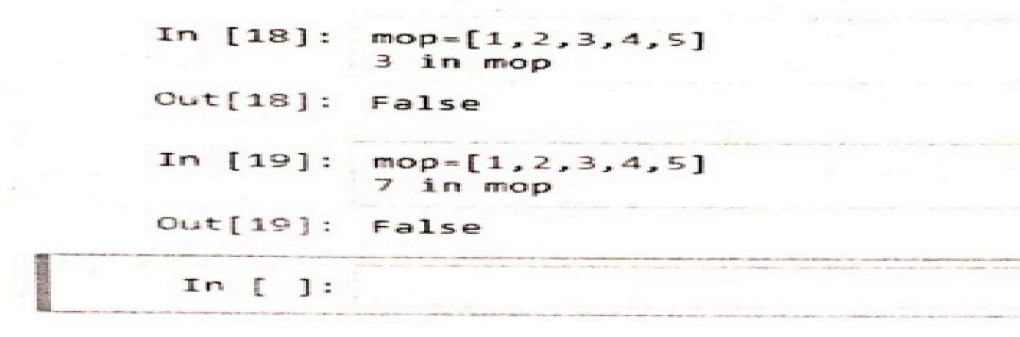 In [18]: mop=[1,2,3,4,5]
3 in mop
Out[18]: False
In [19]: mop=[1,2,3,4,5]
7 in mop
Out[19]: False
In [ ]: